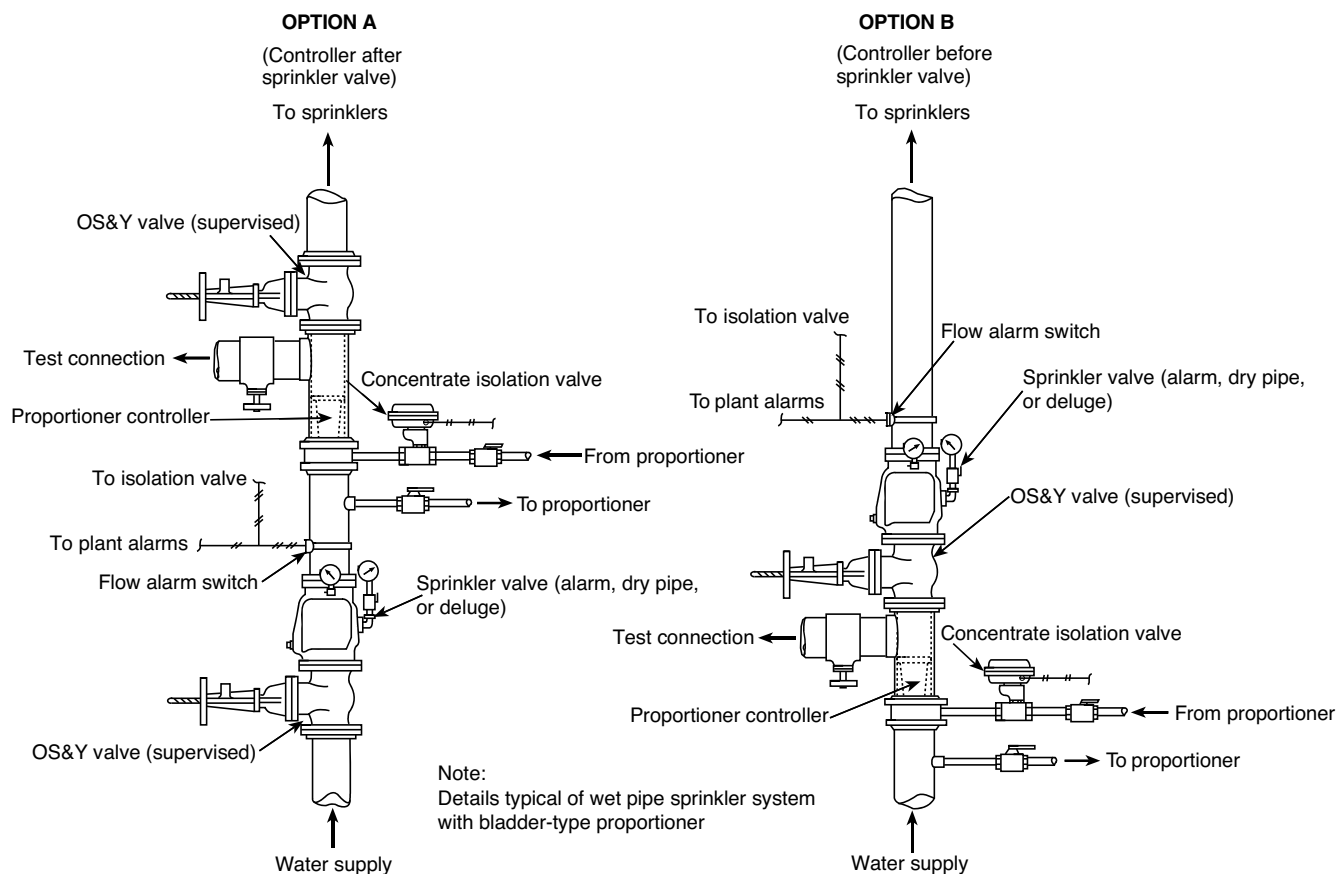 OPTION A
(Controller after
sprinkler valve)
To sprinklers
OS&Y valve (supervised)
Test connection
Concentrate isolation valve
Proportioner controller
From proportioner
To isolation valve
To proportioner
To plant alarms
Flow alarm switch
Sprinkler valve (alarm, dry pipe,
or deluge)
OS&Y valve (supervised)
Water supply
OPTION B
(Controller before
sprinkler valve)
To sprinklers
To isolation valve
Flow alarm switch
Sprinkler valve (alarm, dry pipe,
or deluge)
To plant alarms
OS&Y valve (supervised)
Test connection
Concentrate isolation valve
Proportioner controller
From proportioner
To proportioner
Water supply
Note:
Details typical of wet pipe sprinkler system
with bladder-type proportioner